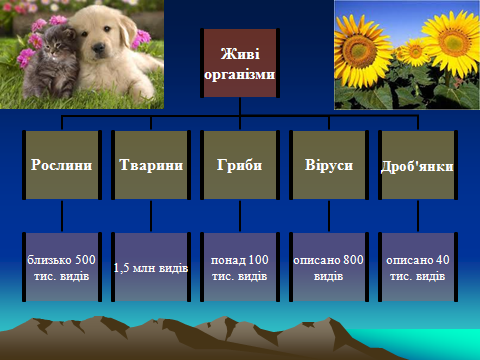 Живі
організми
Рослини
Тварини
Гриби
Віруси
Дроб'янки
близько 500
тис. видів
1,5 млн видів
понад 100
тис. видів
описано 800
видів
описано 40
тис. видів